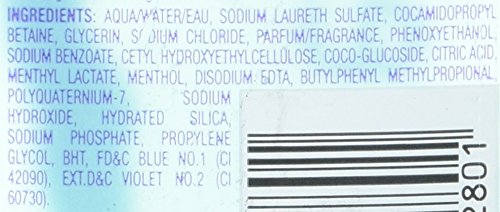 INGREDIENTS: AQUA/WATER/EAU, SODIUM LAURETH SULFATE, COCAMIDOPROPYL
BETAINE, GLYCERIN, SODIUM CHLORIDE, PARFUM/FRAGRANCE, PHENOXYETHANOL,
SODIUM BENZOATE, CETYL HYDROXYETHYLCELLULOSE, COCO-GLUCOSIDE, CITRIC ACID,
MENTHYL LACTATE, MENTHOL, DISODIUM EDTA, BUTYLPHENYL METHYLPROPIONAL,
POLYQUATERNIUM-7, SODIUM
HYDROXIDE, HYDRATED SILICA,
SODIUM PHOSPHATE, PROPYLENE
GLYCOL, BHT, FD&C BLUE NO.1 (CI
42090), EXT.D&C VIOLET NO.2 (CI
60730).
2801